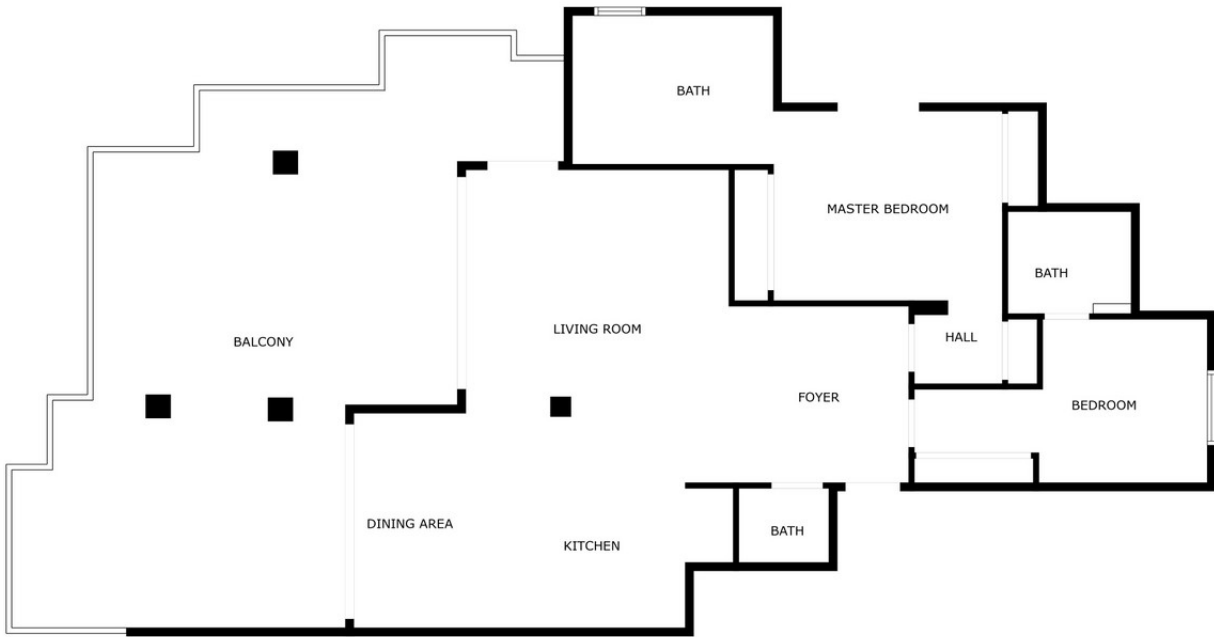 BATH
MASTER BEDROOM
BATH
LIVING ROOM
BALCONY
HALL
FOYER
BEDROOM
DINING AREA
BATH
KITCHEN